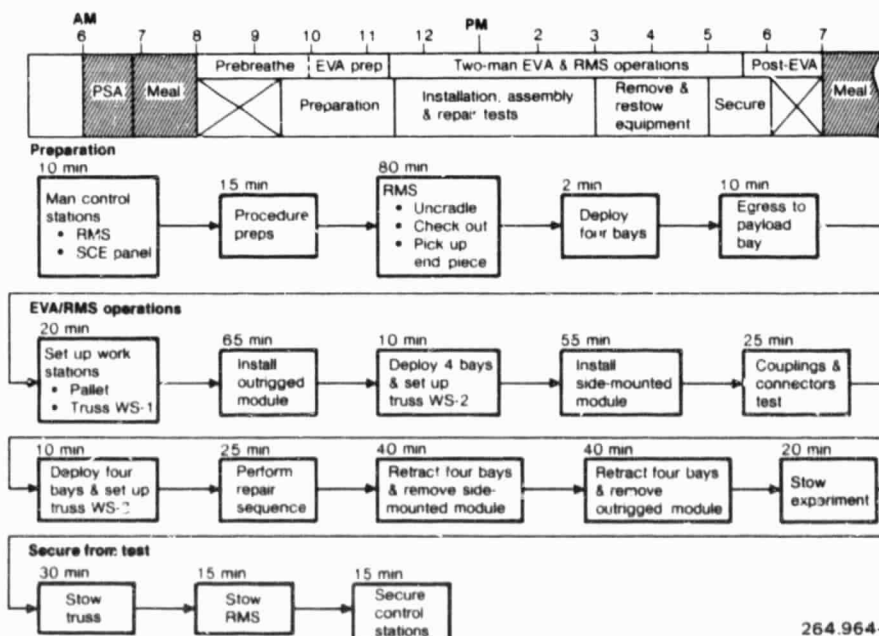 AM
PM
6 7 8 9 10 11 12 1 2 3 4 5 6 7
Prebreathe EVA prep Two-man EVA & RMS operations Post-EVA
PSA Meal Meal
Preparation
Installation, assembly
& repair tests
Remove &
restow
equipment
Secure
Preparation
10 min
Man control
stations
• RMS
• SCE panel
15 min
Procedure
preps
80 min
RMS
• Uncradle
• Check out
• Pick up
end piece
2 min
Deploy
four bays
10 min
Egress to
payload
bay
EVA/RMS operations
20 min
Set up work
stations
• Pallet
• Truss WS-1
65 min
Install
outrigged
module
10 min
Deploy 4 bays
& set up
truss WS-2
55 min
Install
side-mounted
module
25 min
Couplings &
connectors
test
10 min
Deploy four
bays & set up
truss
25 min
Perform
repair
sequence
40 min
Retract four bays
& remove side-
mounted module
40 min
Retract four bays
& remove
outrigged module
20 min
Stow
experiment
Secure from test
30 min
Stow
truss
15 min
Stow
RMS
15 min
Secure
control
stations
264.964-